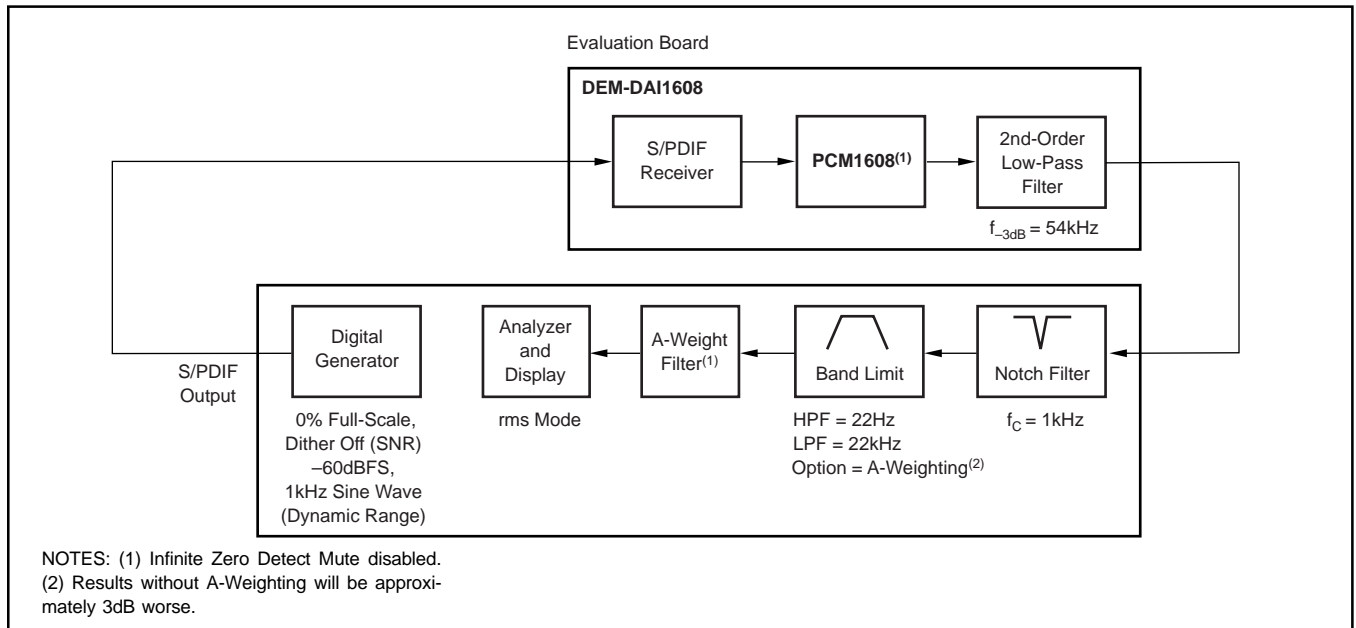 Evaluation Board
DEM-DAI1608
S/PDIF
Receiver
PCM1608(1)
2nd-Order
Low-Pass
Filter
f–3dB = 54kHz
S/PDIF
Output
Digital
Generator
0% Full-Scale,
Dither Off (SNR)
–60dBFS,
1kHz Sine Wave
(Dynamic Range)
Analyzer
and
Display
rms Mode
A-Weight
Filter(1)
Band Limit
HPF = 22Hz
LPF = 22kHz
Option = A-Weighting(2)
Notch Filter
fC = 1kHz
NOTES: (1) Infinite Zero Detect Mute disabled.
(2) Results without A-Weighting will be approxi-
mately 3dB worse.